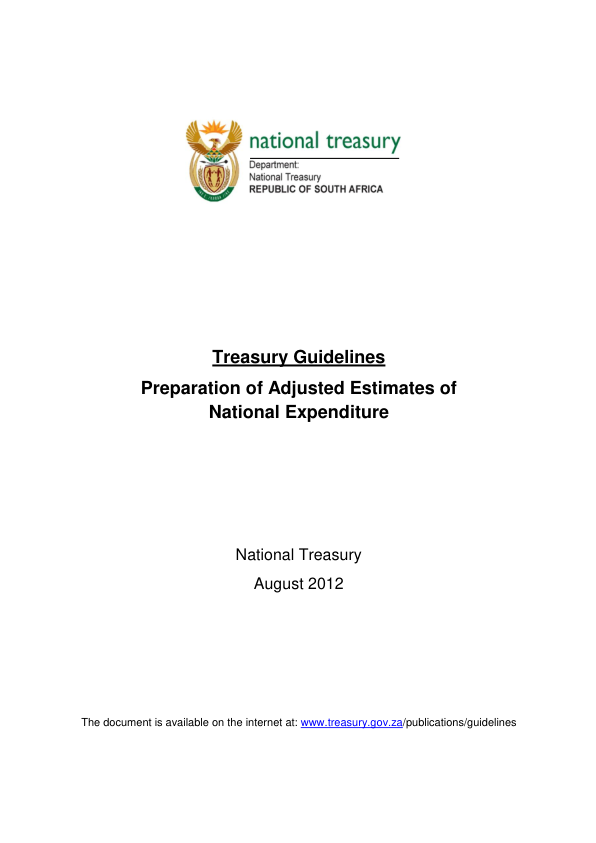 national treasury
Department:
National Treasury
REPUBLIC OF SOUTH AFRICA
Treasury Guidelines
Preparation of Adjusted Estimates of
National Expenditure
National Treasury
August 2012
The document is available on the internet at: www.treasury.gov.za/publications/guidelines